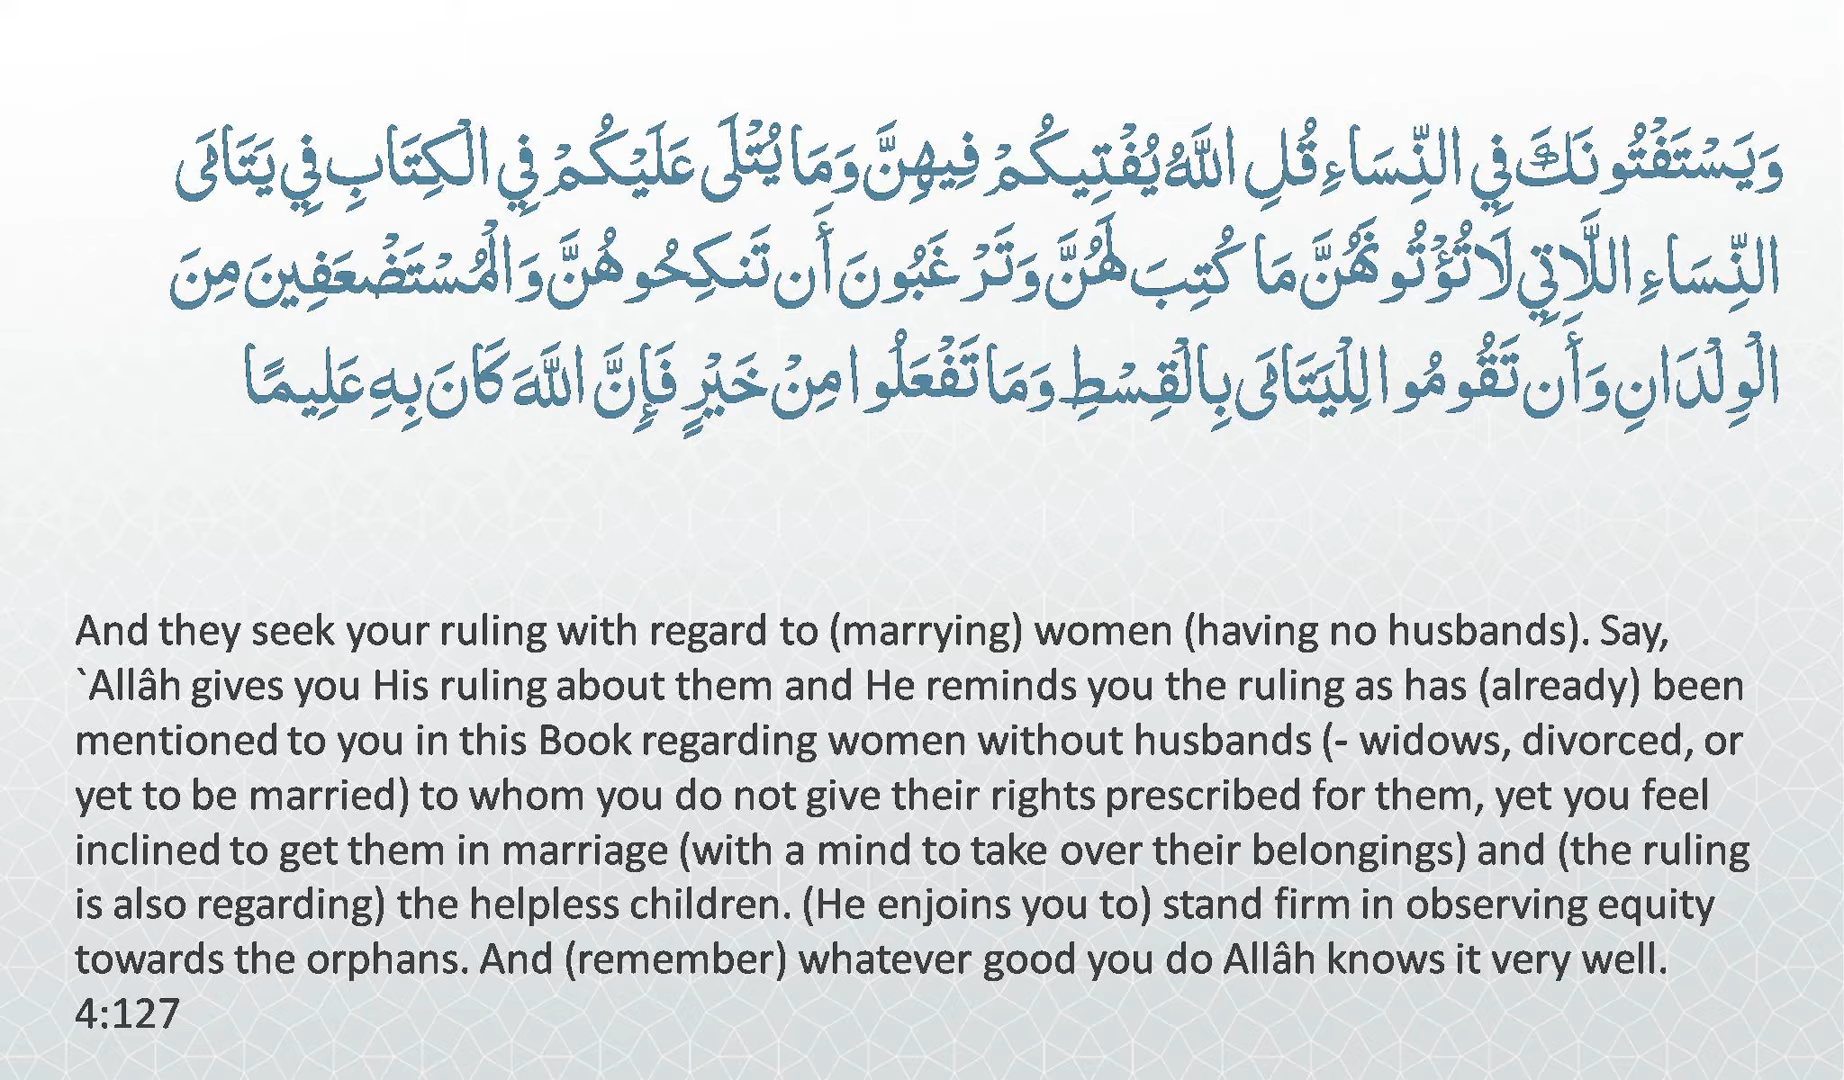 وَيَسْتَفْتُونَكَ فِي النِّسَاءِ قُلِ اللَّهُ يُفْتِيكُمْ فِيهِنَّ وَمَا يُتْلَى عَلَيْكُمْ فِي الْكِتَابِ فِي يَتَامَى
النِّسَاءِ اللَّاتِي لَا تُؤْتُونَهُنَّ مَا كُتِبَ لَهُنَّ وَتَرْغَبُونَ أَن تَنكِحُوهُنَّ وَالْمُسْتَضْعَفِينَ مِنَ
الْوِلْدَانِ وَأَن تَقُومُوا لِلْيَتَامَى بِالْقِسْطِ وَمَا تَفْعَلُوا مِنْ خَيْرٍ فَإِنَّ اللَّهَ كَانَ بِهِ عَلِيمًا
And they seek your ruling with regard to (marrying) women (having no husbands). Say,
`Allâh gives you His ruling about them and He reminds you the ruling as has (already) been
mentioned to you in this Book regarding women without husbands (- widows, divorced, or
yet to be married) to whom you do not give their rights prescribed for them, yet you feel
inclined to get them in marriage (with a mind to take over their belongings) and (the ruling
is also regarding) the helpless children. (He enjoins you to) stand firm in observing equity
towards the orphans. And (remember) whatever good you do Allâh knows it very well.
4:127